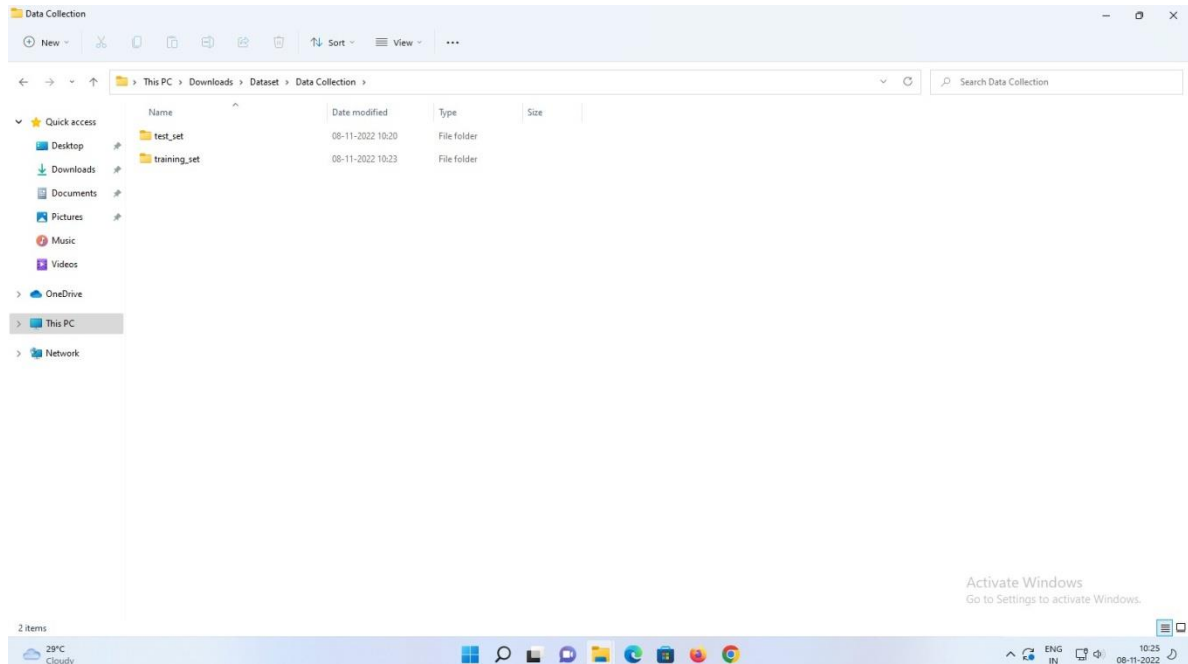 Data Collection
New
Sort
View
...
> This PC > Downloads > Dataset > Data Collection >
Search Data Collection
Name Date modified Type Size
Quick access
Desktop
Downloads
Documents
Pictures
Music
Videos
OneDrive
This PC
Network
test_set 08-11-2022 10:20 File folder
training_set 08-11-2022 10:23 File folder
Activate Windows
Go to Settings to activate Windows.
2 items
29°C
Cloudy
ENG
IN
10:25
08-11-2022